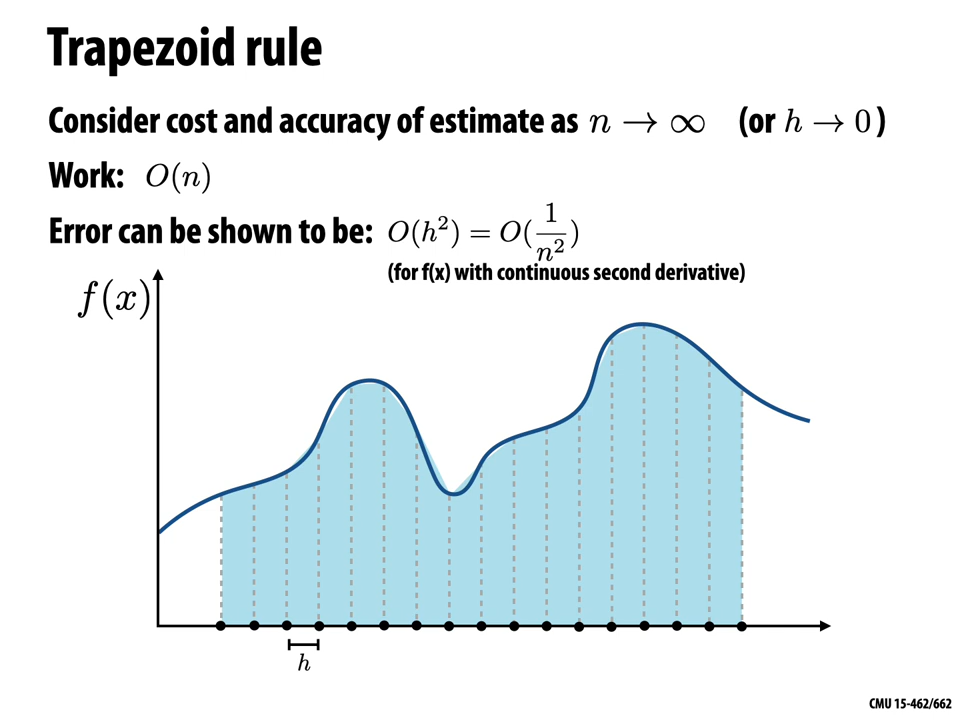 Trapezoid rule
Consider cost and accuracy of estimate as n → ∞ (or h → 0)
Work: O(n)
Error can be shown to be: O(h²) = O(1/n²)
(for f(x) with continuous second derivative)
f(x)
h
CMU 15-462/662